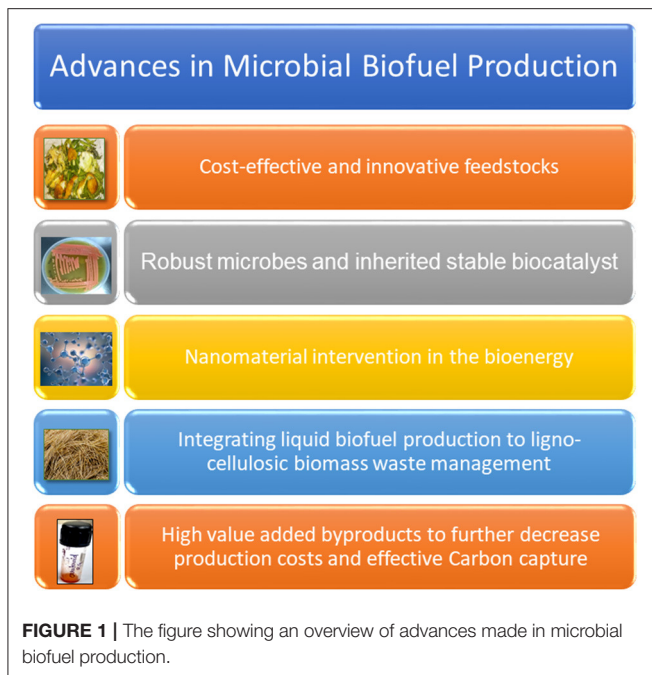 Advances in Microbial Biofuel Production
Cost-effective and innovative feedstocks
Robust microbes and inherited stable biocatalyst
Nanomaterial intervention in the bioenergy
Integrating liquid biofuel production to ligno-
cellulosic biomass waste management
High value added byproducts to further decrease
production costs and effective Carbon capture
FIGURE 1 | The figure showing an overview of advances made in microbial
biofuel production.